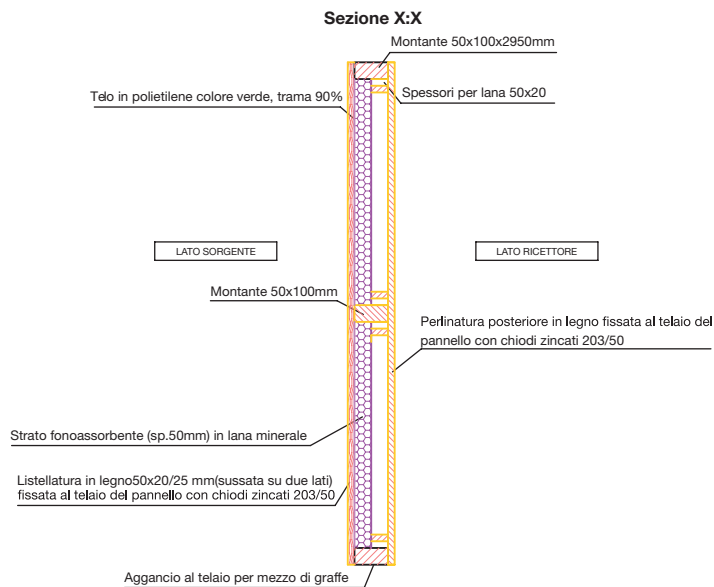 Sezione X:X
Montante 50x100x2950mm
Telo in polietilene colore verde, trama 90%
Spessori per lana 50x20
LATO SORGENTE
LATO RICETTORE
Montante 50x100mm
Perlinatura posteriore in legno fissata al telaio del
pannello con chiodi zincati 203/50
Strato fonoassorbente (sp.50mm) in lana minerale
Listellatura in legno50x20/25 mm(sussata su due lati)
fissata al telaio del pannello con chiodi zincati 203/50
Aggancio al telaio per mezzo di graffe